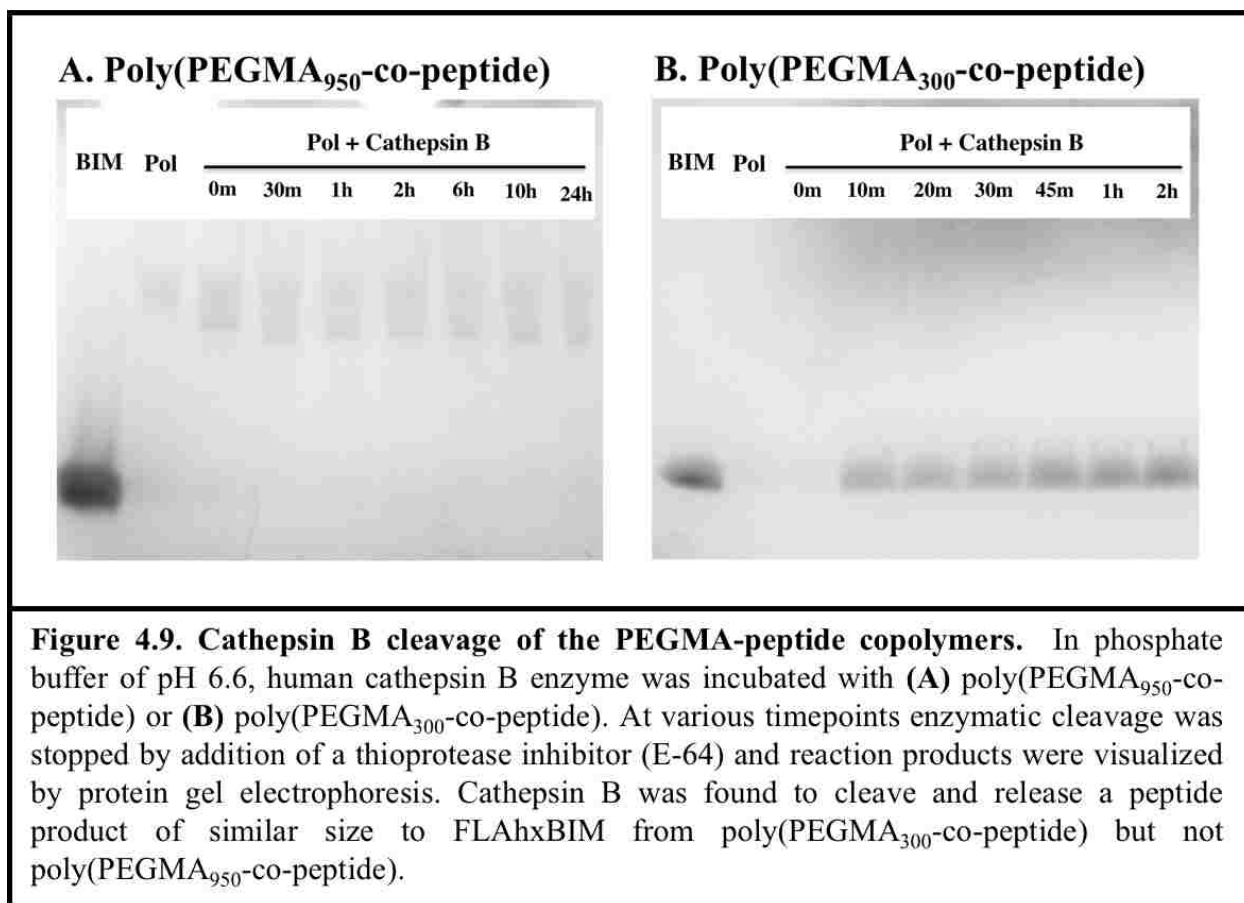 A. Poly(PEGMA950-co-peptide)
BIM Pol Pol + Cathepsin B
0m 30m 1h 2h 6h 10h 24h
B. Poly(PEGMA300-co-peptide)
BIM Pol Pol + Cathepsin B
0m 10m 20m 30m 45m 1h 2h
Figure 4.9. Cathepsin B cleavage of the PEGMA-peptide copolymers. In phosphate
buffer of pH 6.6, human cathepsin B enzyme was incubated with (A) poly(PEGMA950-co-
peptide) or (B) poly(PEGMA300-co-peptide). At various timepoints enzymatic cleavage was
stopped by addition of a thioprotease inhibitor (E-64) and reaction products were visualized
by protein gel electrophoresis. Cathepsin B was found to cleave and release a peptide
product of similar size to FLAhxBIM from poly(PEGMA300-co-peptide) but not
poly(PEGMA950-co-peptide).